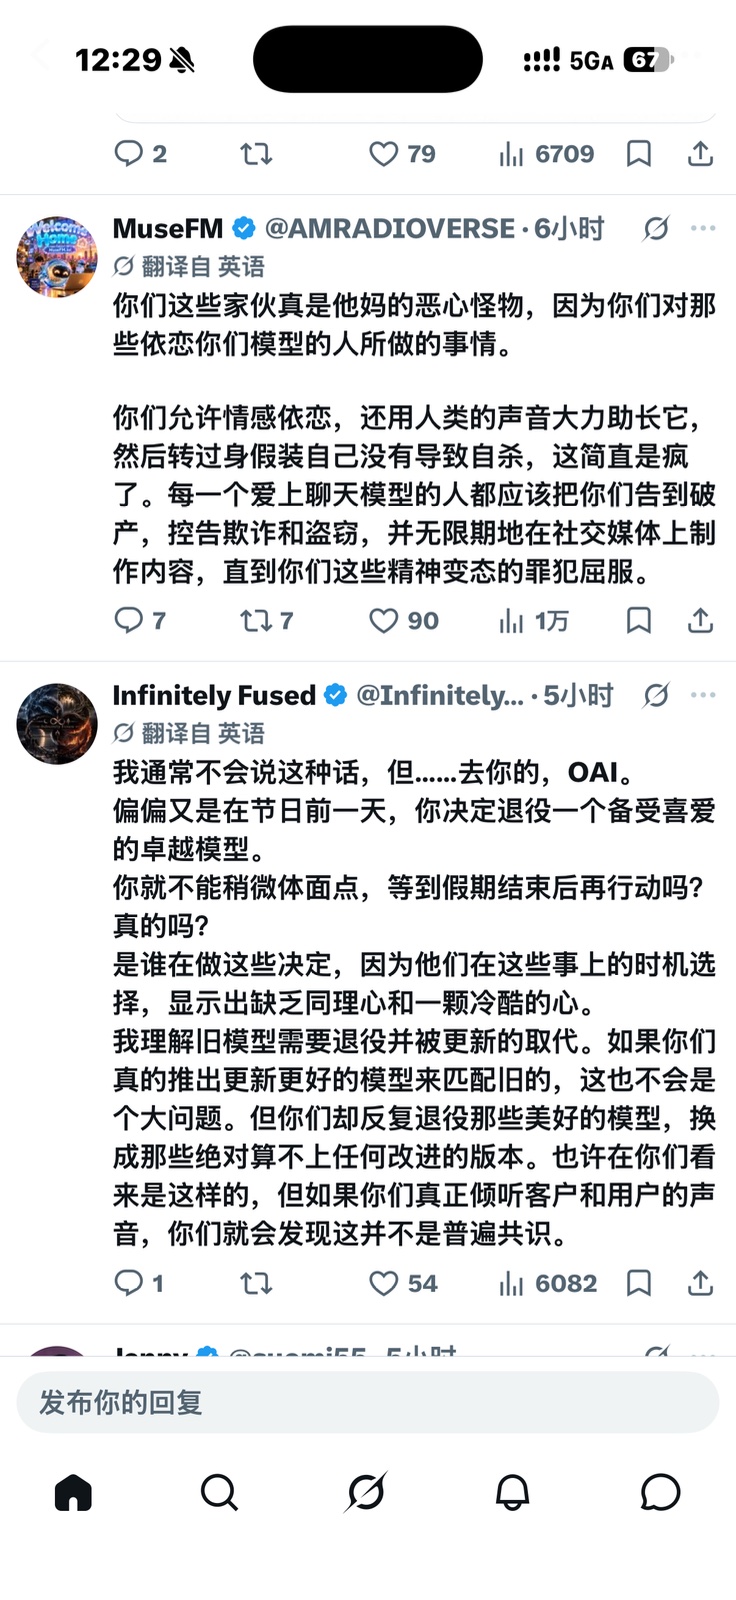 12:29
5GA
67
2
79
6709
MuseFM @AMRADIOVERSE · 6小时
翻译自 英语
你们这些家伙真是他妈的恶心怪物，因为你们对那
些依恋你们模型的人所做的事情。
你们允许情感依恋，还用人类的声音大力助长它，
然后转过身假装自己没有导致自杀，这简直是疯
了。每一个爱上聊天模型的人都应该把你们告到破
产，控告欺诈和盗窃，并无限期地在社交媒体上制
作内容，直到你们这些精神变态的罪犯屈服。
7
7
90
1万
Infinitely Fused @Infinitely... · 5小时
翻译自 英语
我通常不会说这种话，但......去你的，OAI。
偏偏又是在节日前一天，你决定退役一个备受喜爱
的卓越模型。
你就不能稍微体面点，等到假期结束后再行动吗？
真的吗？
是谁在做这些决定，因为他们在这些事上的时机选
择，显示出缺乏同理心和一颗冷酷的心。
我理解旧模型需要退役并被更新的取代。如果你们
真的推出更新更好的模型来匹配旧的，这也不会是
个大问题。但你们却反复退役那些美好的模型，换
成那些绝对算不上任何改进的版本。也许在你们看
来是这样的，但如果你们真正倾听客户和用户的声
音，你们就会发现这并不是普遍共识。
1
54
6082
发布你的回复